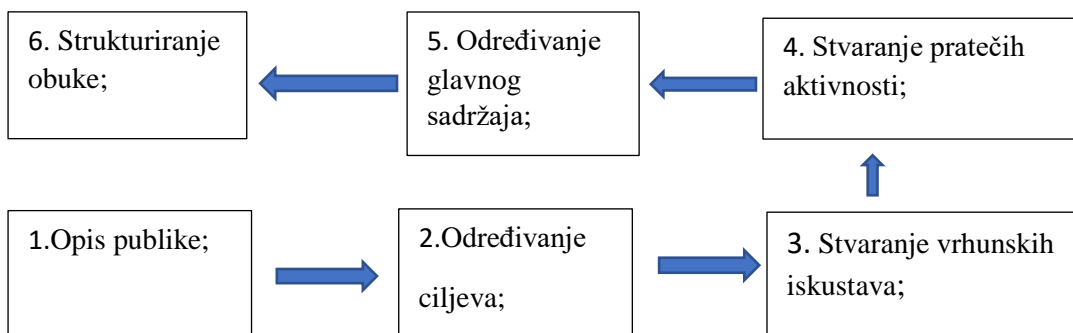 6. Strukturiranje
obuke;
5. Određivanje
glavnog
sadržaja;
4. Stvaranje pratečih
aktivnosti;
1.Opis publike;
2.Određivanje
ciljeva;
3. Stvaranje vrhunskih
iskustava;